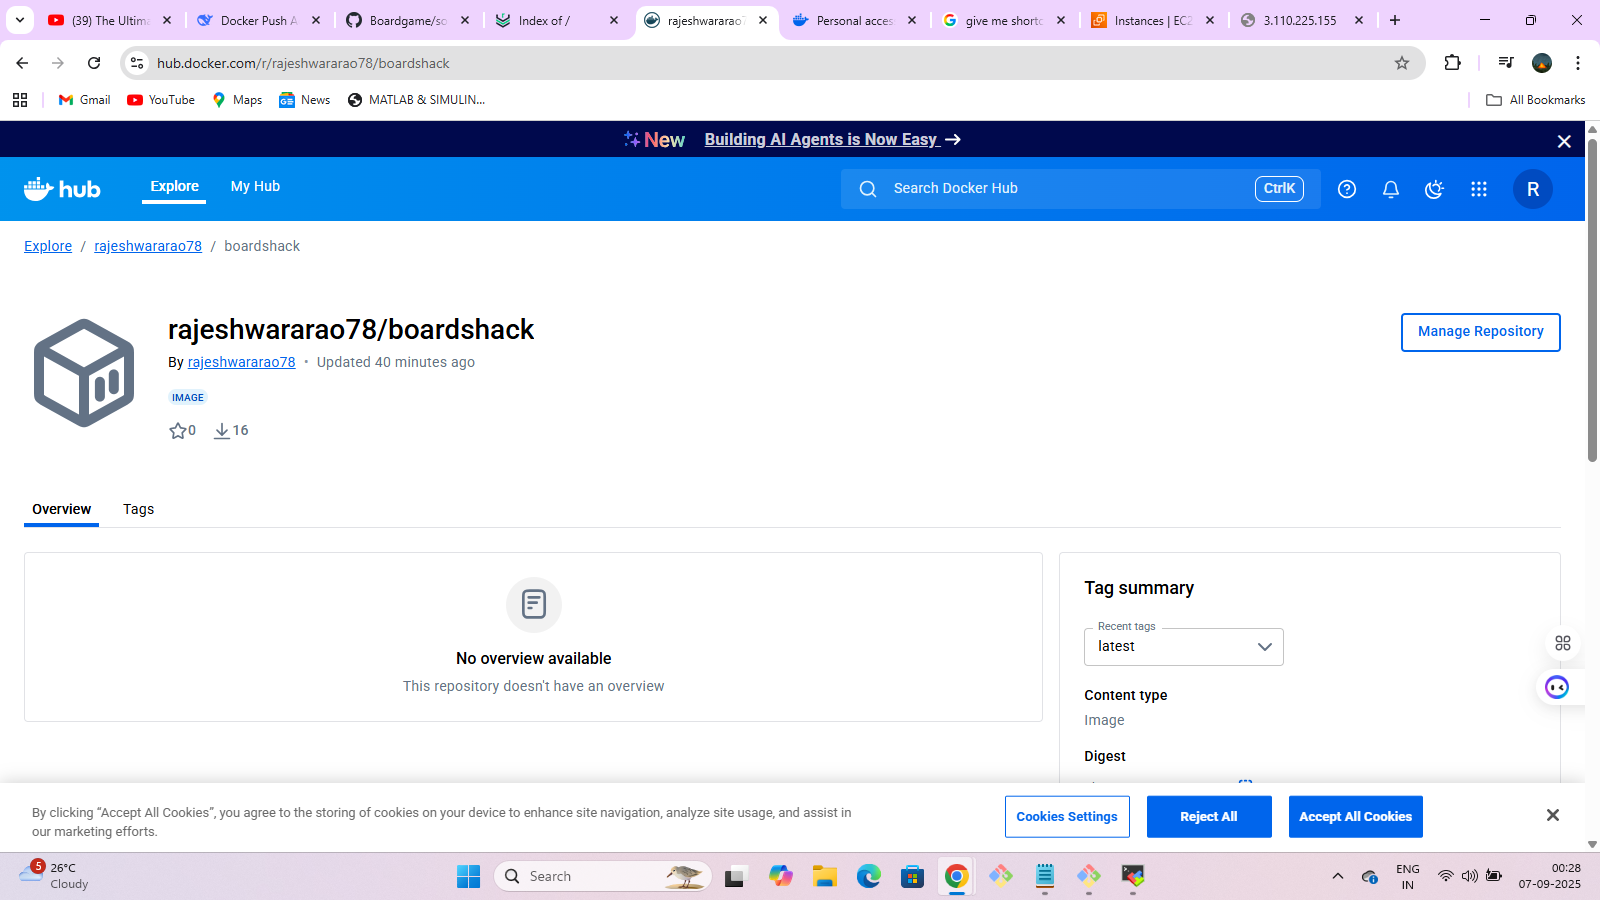 (39) The Ultima
Docker Push A
Boardgame/so
Index of /
rajeshwararao7
Personal acces
give me shortc
Instances | EC2
3.110.225.155
hub.docker.com/r/rajeshwararao78/boardshack
Gmail
YouTube
Maps
News
MATLAB & SIMULIN...
All Bookmarks
New Building AI Agents is Now Easy →
hub
Explore
My Hub
Search Docker Hub
CtrlK
R
Explore / rajeshwararao78 / boardshack
rajeshwararao78/boardshack
Manage Repository
By rajeshwararao78 • Updated 40 minutes ago
IMAGE
0 16
Overview
Tags
No overview available
This repository doesn't have an overview
Tag summary
Recent tags
latest
Content type
Image
Digest
By clicking “Accept All Cookies”, you agree to the storing of cookies on your device to enhance site navigation, analyze site usage, and assist in
our marketing efforts.
Cookies Settings
Reject All
Accept All Cookies
5
26°C
Cloudy
Search
ENG
IN
00:28
07-09-2025